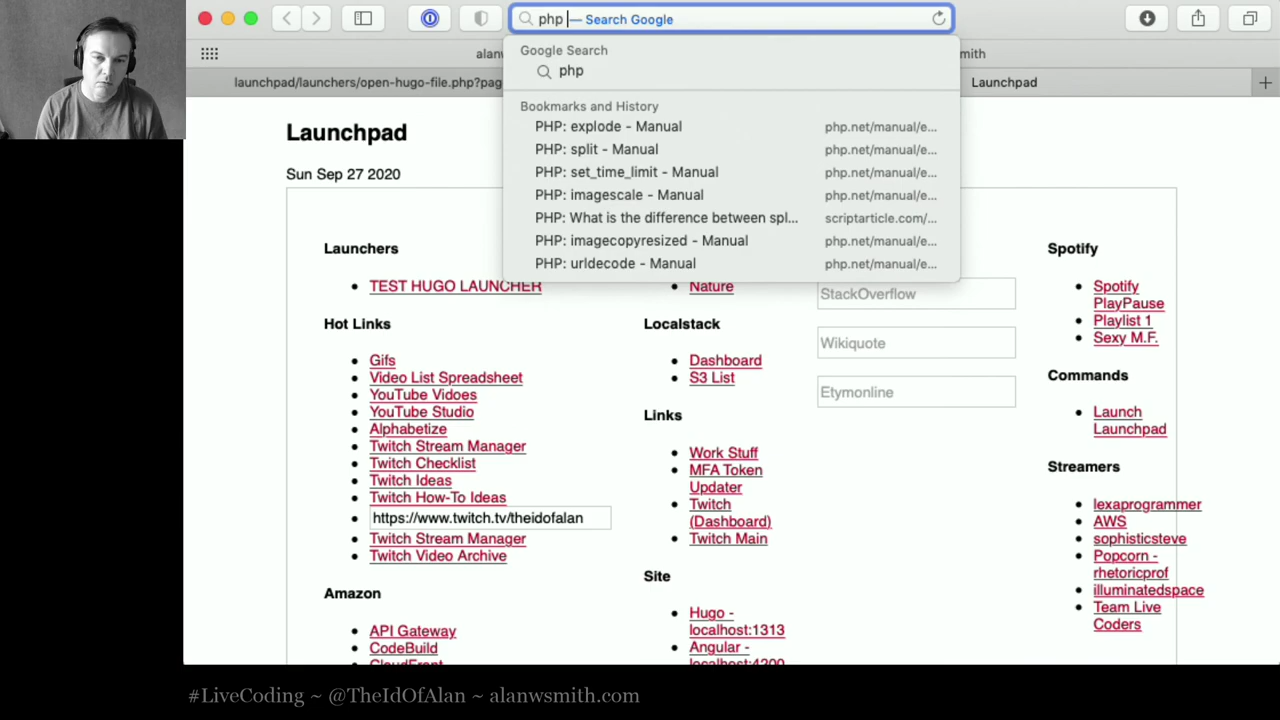 php — Search Google
Google Search
php
Bookmarks and History
PHP: explode - Manual php.net/manual/e...
PHP: split - Manual php.net/manual/e...
PHP: set_time_limit - Manual php.net/manual/e...
PHP: imagescale - Manual php.net/manual/e...
PHP: What is the difference between spl... scriptarticle.com/...
PHP: imagecopyresized - Manual php.net/manual/e...
PHP: urldecode - Manual php.net/manual/e...
alanw
smith
launchpad/launchers/open-hugo-file.php?pag
Launchpad
Launchpad
Sun Sep 27 2020
Launchers
TEST HUGO LAUNCHER
Hot Links
Gifs
Video List Spreadsheet
YouTube Vidoes
YouTube Studio
Alphabetize
Twitch Stream Manager
Twitch Checklist
Twitch Ideas
Twitch How-To Ideas
https://www.twitch.tv/theidofalan
Twitch Stream Manager
Twitch Video Archive
Amazon
API Gateway
CodeBuild
CloudFront
Nature
Localstack
Dashboard
S3 List
Links
Work Stuff
MFA Token
Updater
Twitch
(Dashboard)
Twitch Main
Site
Hugo -
localhost:1313
Angular -
localhost:4200
StackOverflow
Wikiquote
Etymonline
Spotify
Spotify
PlayPause
Playlist 1
Sexy M.F.
Commands
Launch
Launchpad
Streamers
lexaprogrammer
AWS
sophisticsteve
Popcorn -
rhetoricprof
illuminatedspace
Team Live
Coders
#LiveCoding ~ @TheIdOfAlan ~ alanwsmith.com